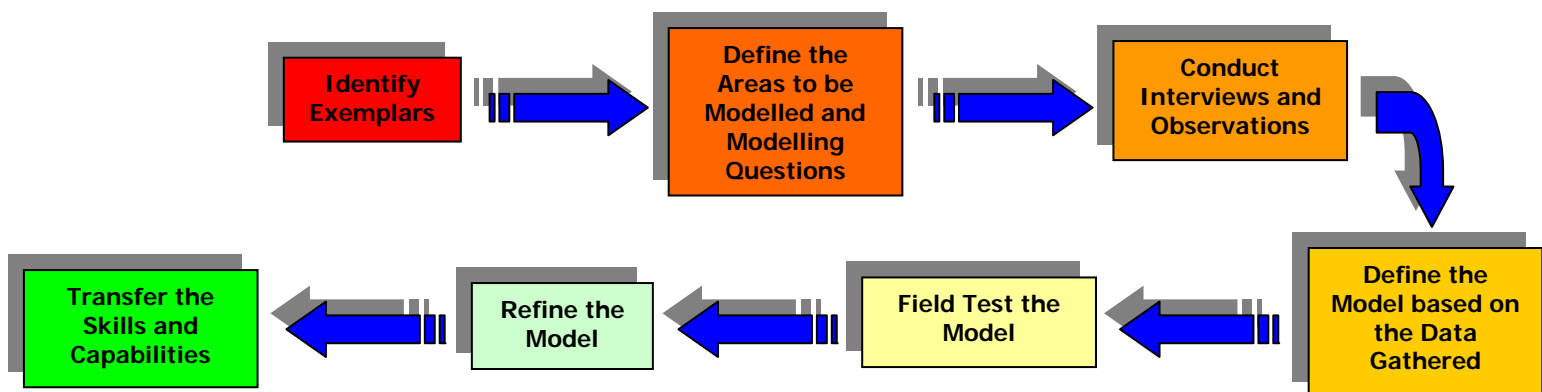 Identify
Exemplars
Define the
Areas to be
Modelled and
Modelling
Questions
Conduct
Interviews and
Observations
Define the
Model based on
the Data
Gathered
Field Test the
Model
Refine the
Model
Transfer the
Skills and
Capabilities